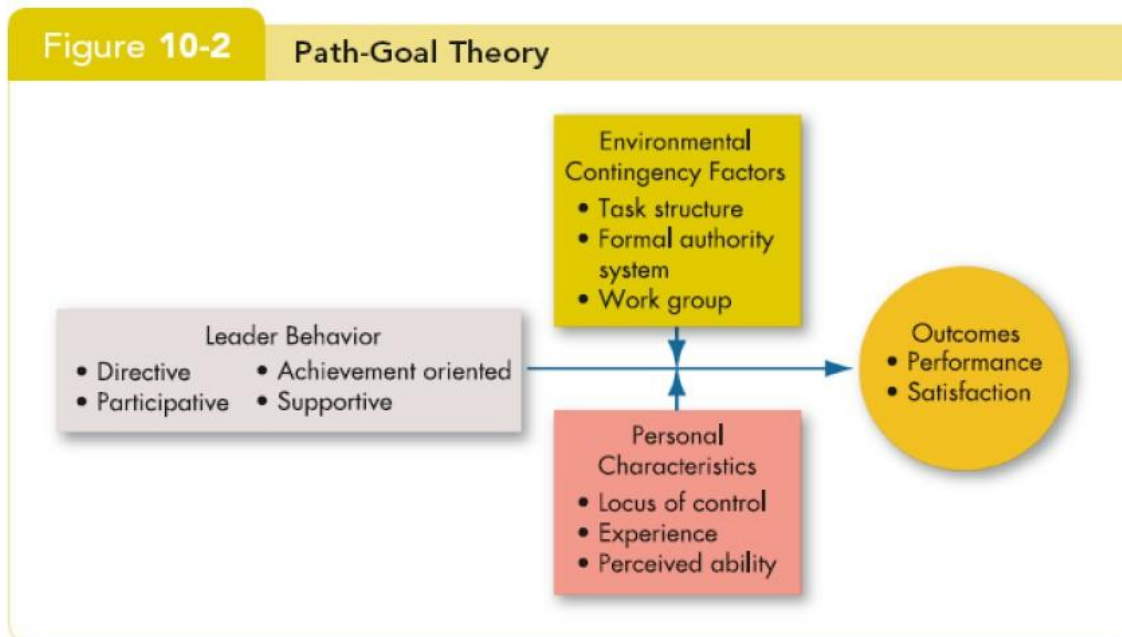 Figure 10-2 Path-Goal Theory
Environmental
Contingency Factors
• Task structure
• Formal authority
system
• Work group
Leader Behavior
• Directive • Achievement oriented
• Participative • Supportive
Outcomes
• Performance
• Satisfaction
Personal
Characteristics
• Locus of control
• Experience
• Perceived ability